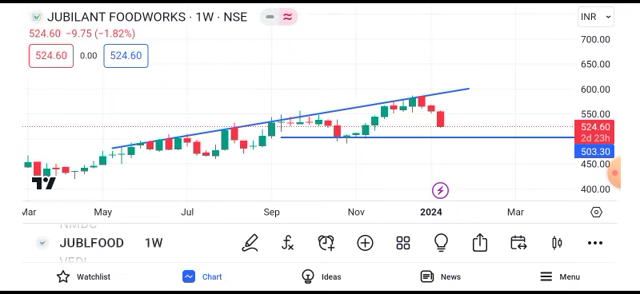 JUBILANT FOODWORKS · 1W · NSE
INR
524.60 −9.75 (−1.82%)
524.60 0.00 524.60
700.00
650.00
600.00
550.00
524.60
2d 23h
503.30
450.00
400.00
Mar May Jul Sep Nov 2024 Mar
JUBLFOOD 1W
Watchlist Chart Ideas News Menu